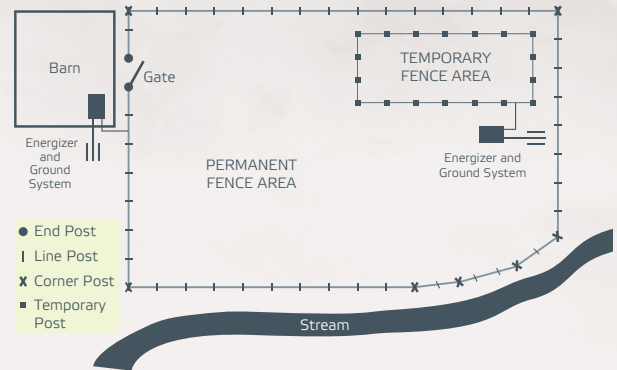 Barn
Gate
TEMPORARY
FENCE AREA
Energizer
and
Ground
System
PERMANENT
FENCE AREA
Energizer and
Ground System
End Post
Line Post
Corner Post
Temporary
Post
Stream